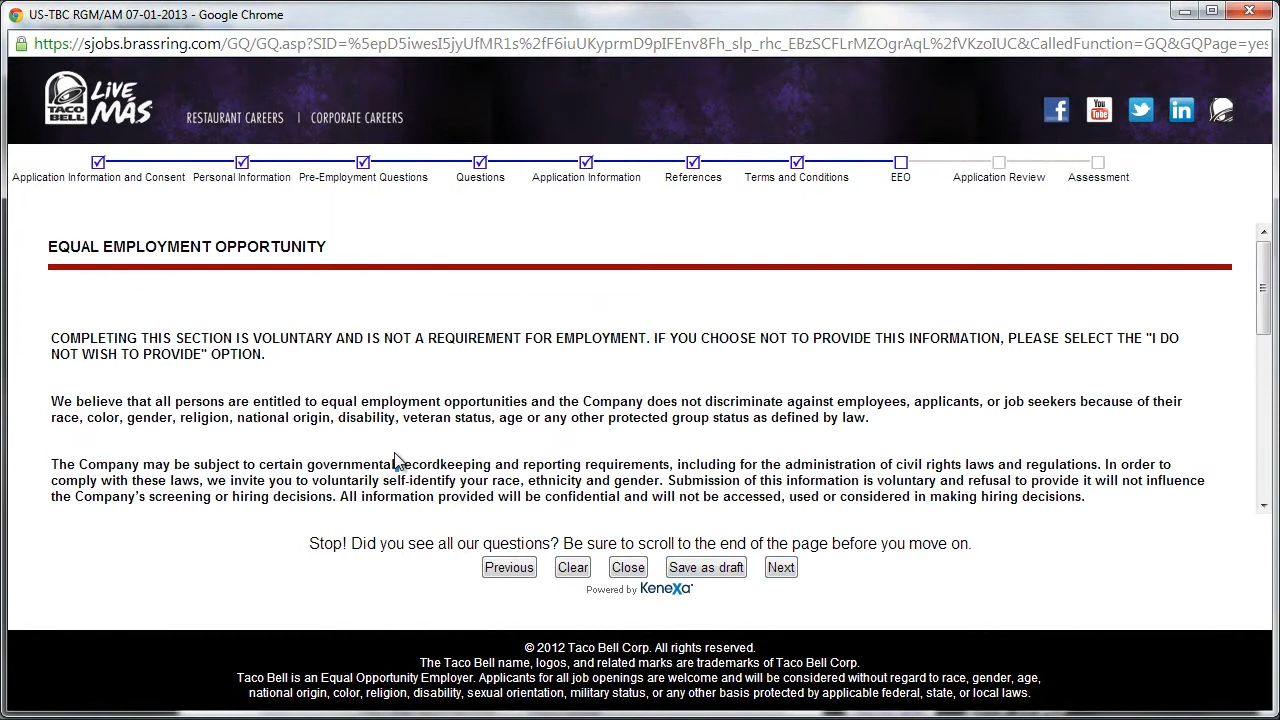 US-TBC RGM/AM 07-01-2013 - Google Chrome
https://sjobs.brassring.com/GQ/GQ.asp?SID=%5epD5iwesI5jyUfMR1s%2fF6iuUKyprmD9pIFEnv8Fh_slp_rhc_EBzSCFLrMZOgrAqL%2fVKzoIUC&CalledFunction=GQ&GQPage=yes
TACO BELL LIVE MÁS
RESTAURANT CAREERS | CORPORATE CAREERS
f You Tube in
Application Information and Consent Personal Information Pre-Employment Questions Questions Application Information References Terms and Conditions EEO Application Review Assessment
EQUAL EMPLOYMENT OPPORTUNITY
COMPLETING THIS SECTION IS VOLUNTARY AND IS NOT A REQUIREMENT FOR EMPLOYMENT. IF YOU CHOOSE NOT TO PROVIDE THIS INFORMATION, PLEASE SELECT THE "I DO
NOT WISH TO PROVIDE" OPTION.
We believe that all persons are entitled to equal employment opportunities and the Company does not discriminate against employees, applicants, or job seekers because of their
race, color, gender, religion, national origin, disability, veteran status, age or any other protected group status as defined by law.
The Company may be subject to certain governmental recordkeeping and reporting requirements, including for the administration of civil rights laws and regulations. In order to
comply with these laws, we invite you to voluntarily self-identify your race, ethnicity and gender. Submission of this information is voluntary and refusal to provide it will not influence
the Company's screening or hiring decisions. All information provided will be confidential and will not be accessed, used or considered in making hiring decisions.
Stop! Did you see all our questions? Be sure to scroll to the end of the page before you move on.
Previous Clear Close Save as draft Next
Powered by Kenexa
© 2012 Taco Bell Corp. All rights reserved.
The Taco Bell name, logos, and related marks are trademarks of Taco Bell Corp.
Taco Bell is an Equal Opportunity Employer. Applicants for all job openings are welcome and will be considered without regard to race, gender, age,
national origin, color, religion, disability, sexual orientation, military status, or any other basis protected by applicable federal, state, or local laws.